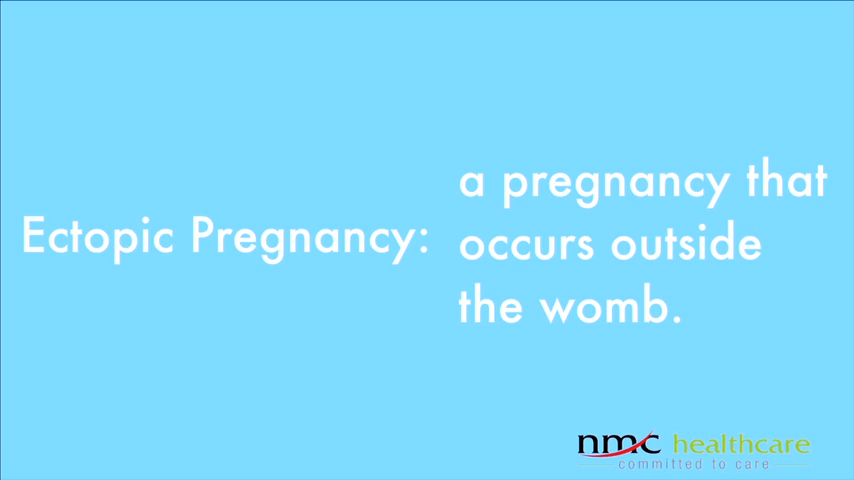 Ectopic Pregnancy:
a pregnancy that
occurs outside
the womb.
nmc healthcare
committed to care